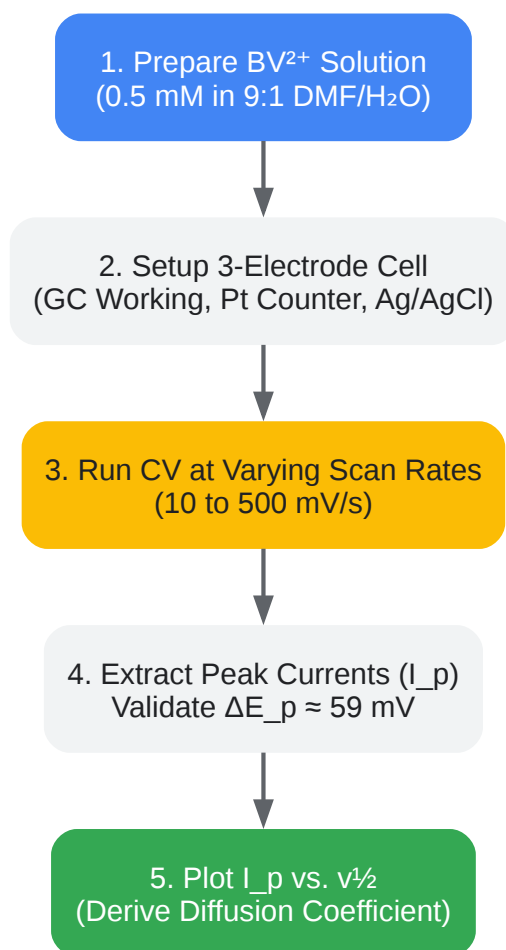 1. Prepare BV²⁺ Solution
(0.5 mM in 9:1 DMF/H₂O)
2. Setup 3-Electrode Cell
(GC Working, Pt Counter, Ag/AgCl)
3. Run CV at Varying Scan Rates
(10 to 500 mV/s)
4. Extract Peak Currents (I_p)
Validate ΔE_p ≈ 59 mV
5. Plot I_p vs. v½
(Derive Diffusion Coefficient)